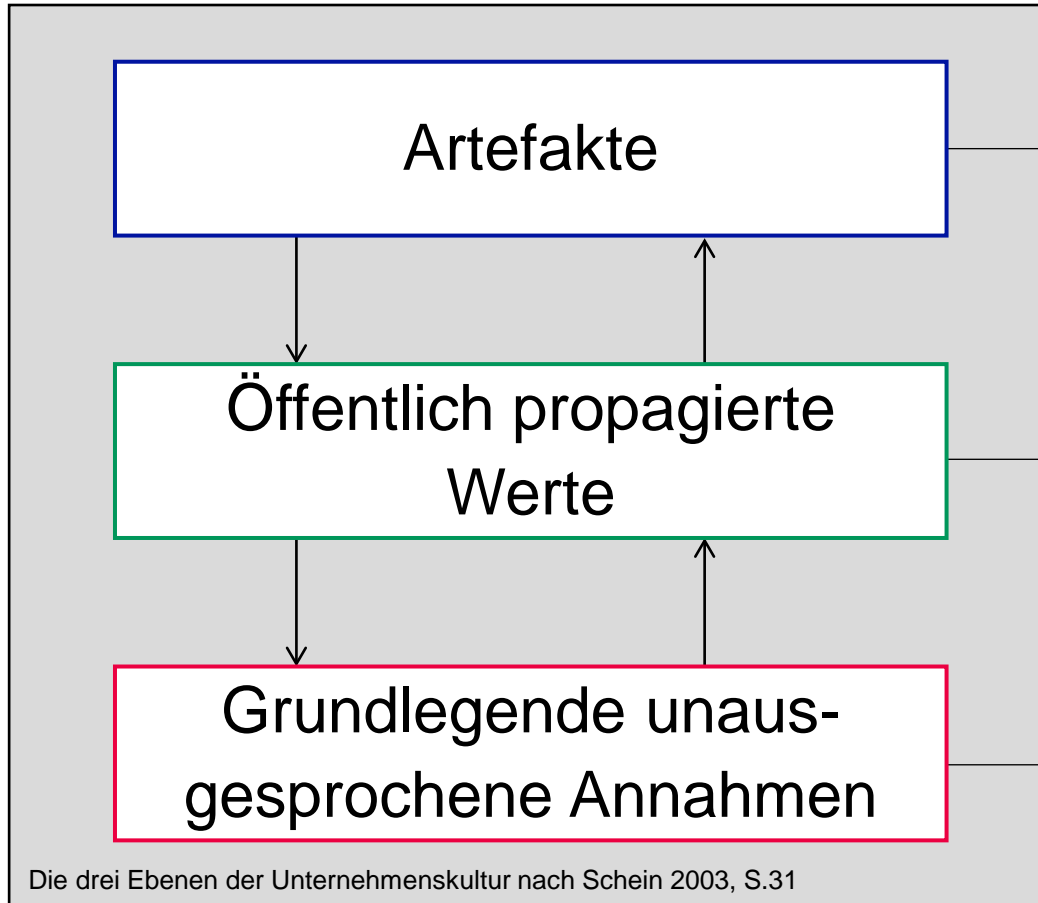 Artefakte
Öffentlich propagierte
Werte
Grundlegende unaus-
gesprochene Annahmen
Die drei Ebenen der Unternehmenskultur nach Schein 2003, S.31